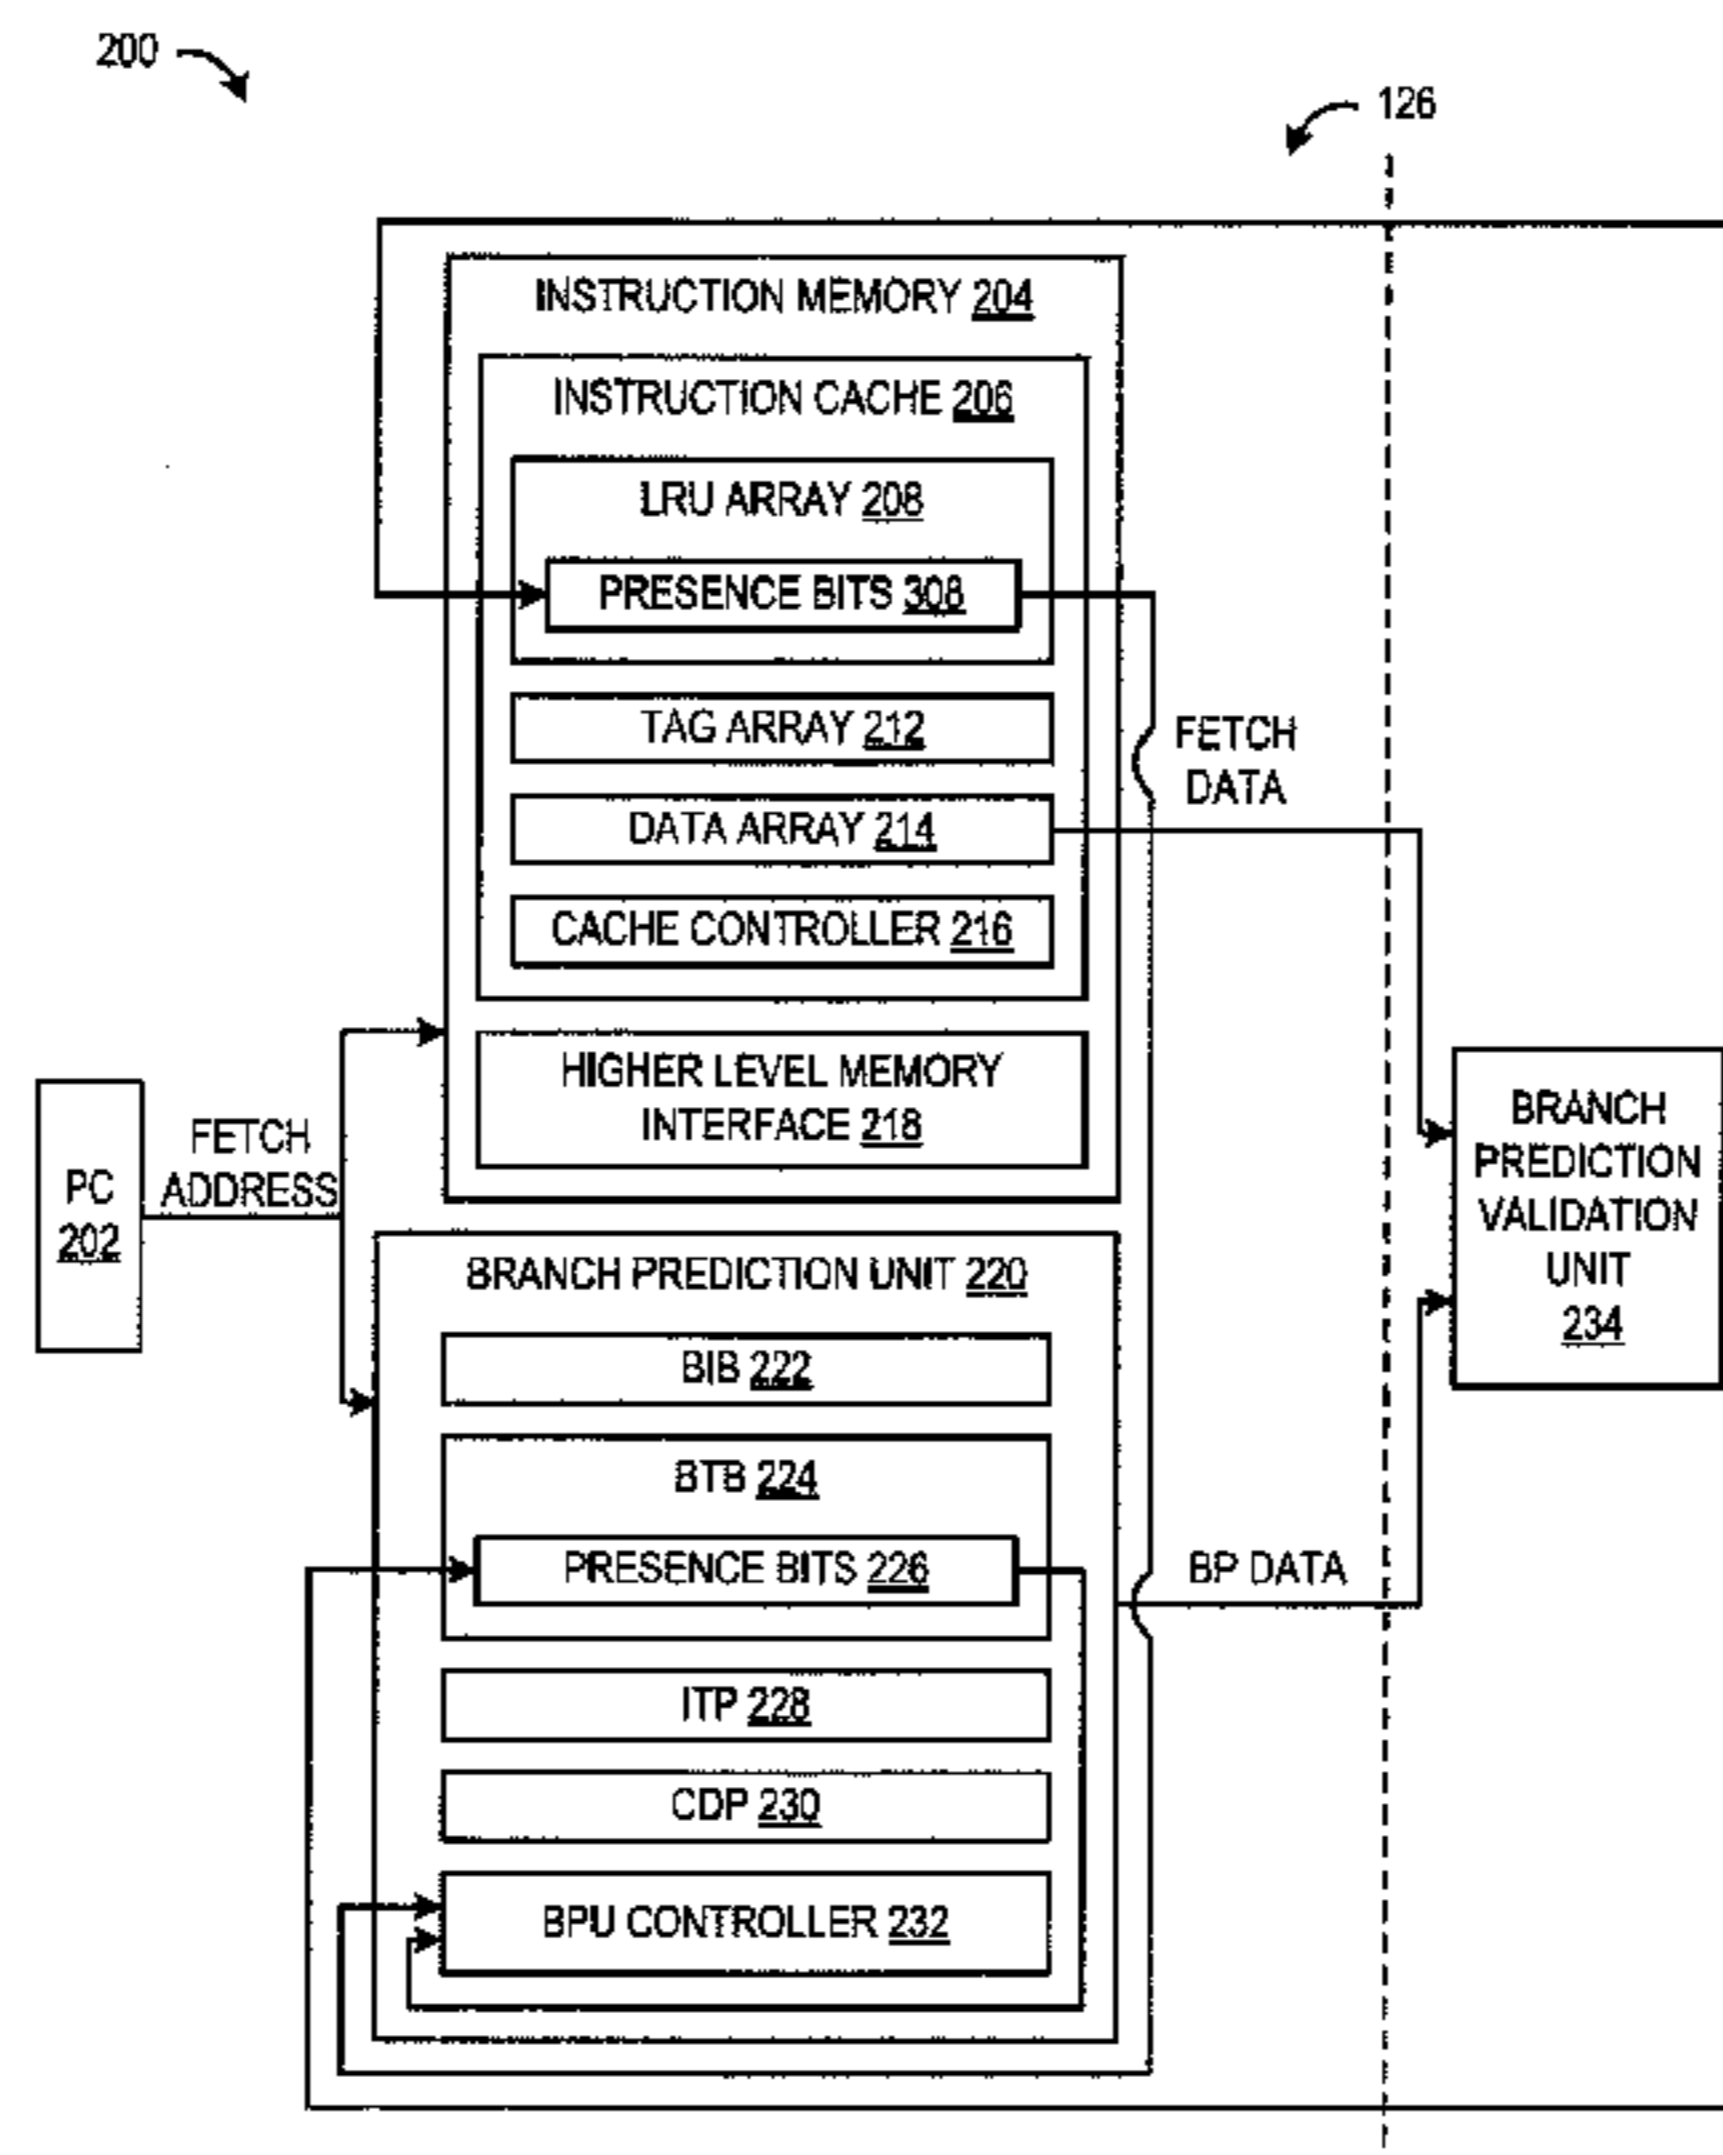 200
126
INSTRUCTION MEMORY 204
INSTRUCTION CACHE 206
LRU ARRAY 208
PRESENCE BITS 308
TAG ARRAY 212
DATA ARRAY 214
CACHE CONTROLLER 216
HIGHER LEVEL MEMORY
INTERFACE 218
FETCH
DATA
PC
202
FETCH
ADDRESS
BRANCH PREDICTION UNIT 220
BIB 222
BTB 224
PRESENCE BITS 226
ITP 228
CDP 230
BPU CONTROLLER 232
BP DATA
BRANCH
PREDICTION
VALIDATION
UNIT
234